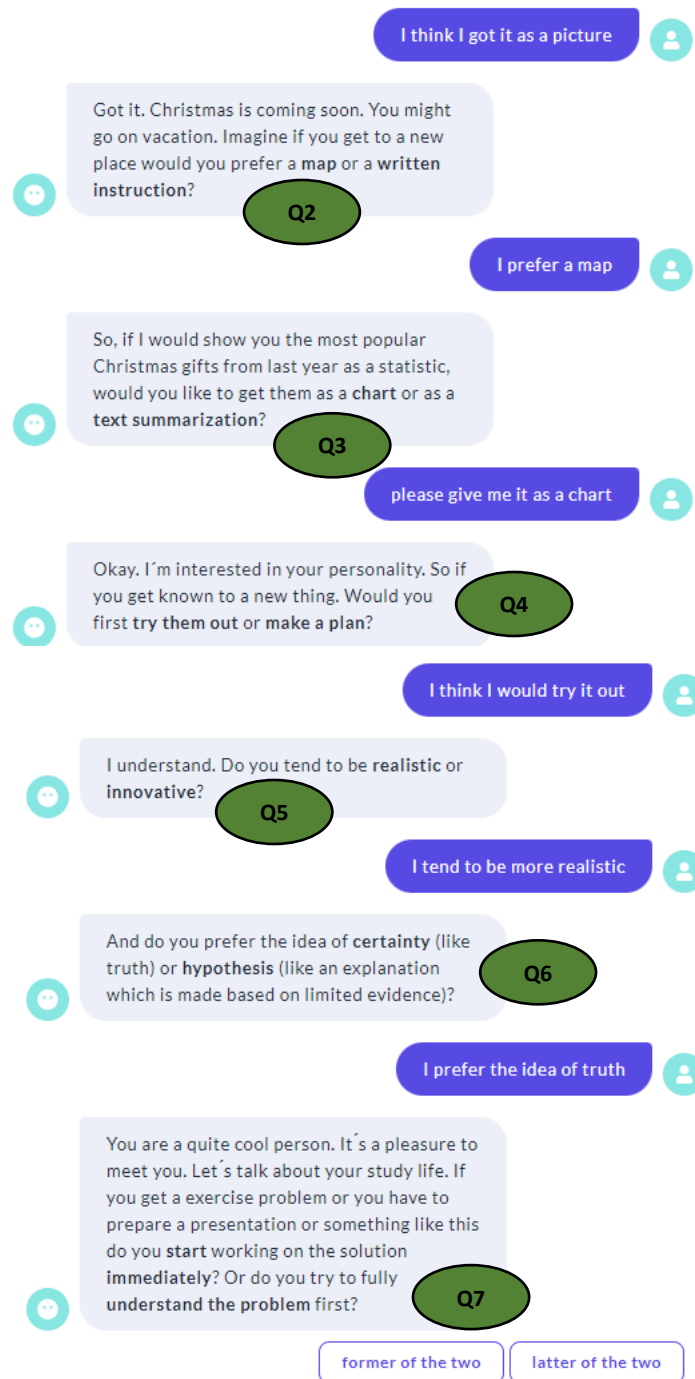 I think I got it as a picture
Got it. Christmas is coming soon. You might
go on vacation. Imagine if you get to a new
place would you prefer a map or a written
instruction?
Q2
I prefer a map
So, if I would show you the most popular
Christmas gifts from last year as a statistic,
would you like to get them as a chart or as a
text summarization?
Q3
please give me it as a chart
Okay. I´m interested in your personality. So if
you get known to a new thing. Would you
first try them out or make a plan?
Q4
I think I would try it out
I understand. Do you tend to be realistic or
innovative?
Q5
I tend to be more realistic
And do you prefer the idea of certainty (like
truth) or hypothesis (like an explanation
which is made based on limited evidence)?
Q6
I prefer the idea of truth
You are a quite cool person. It´s a pleasure to
meet you. Let´s talk about your study life. If
you get a exercise problem or you have to
prepare a presentation or something like this
do you start working on the solution
immediately? Or do you try to fully
understand the problem first?
Q7
former of the two
latter of the two